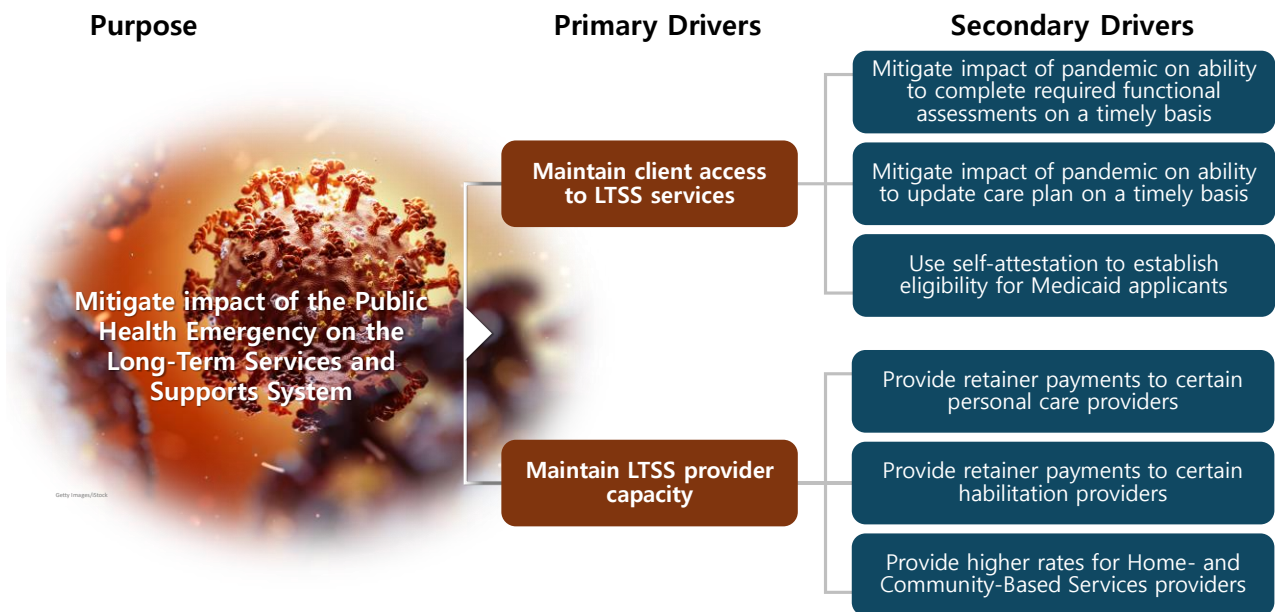 Purpose
Primary Drivers
Secondary Drivers
Mitigate impact of the Public
Health Emergency on the
Long-Term Services and
Supports System
Getty Images/iStock
Maintain client access
to LTSS services
Mitigate impact of pandemic on ability
to complete required functional
assessments on a timely basis
Mitigate impact of pandemic on ability
to update care plan on a timely basis
Use self-attestation to establish
eligibility for Medicaid applicants
Maintain LTSS provider
capacity
Provide retainer payments to certain
personal care providers
Provide retainer payments to certain
habilitation providers
Provide higher rates for Home- and
Community-Based Services providers